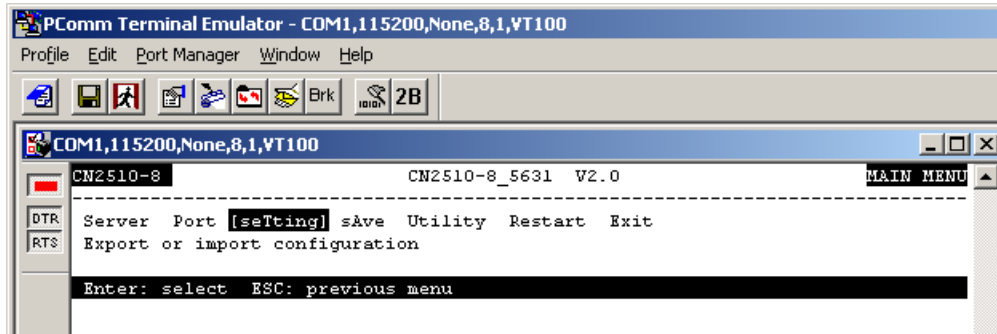 PComm Terminal Emulator - COM1,115200,None,8,1,VT100
Profile Edit Port Manager Window Help
Brk 2B
COM1,115200,None,8,1,VT100
CN2510-8 CN2510-8_5631 V2.0 MAIN MENU
----------------------------------------------------------------------------
DTR Server Port [seTting] sAve Utility Restart Exit
RTS Export or import configuration
Enter: select ESC: previous menu